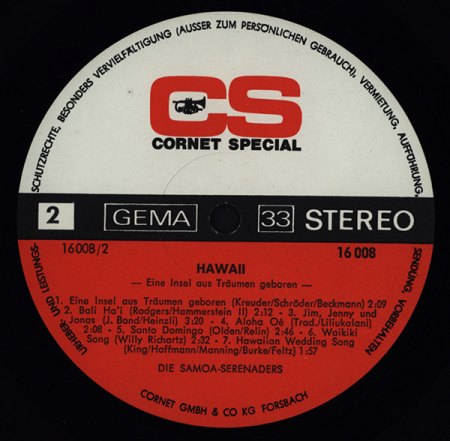 SCHUTZRECHTE, BESONDERS VERVIELFÄLTIGUNG (AUSSER ZUM PERSÖNLICHEN GEBRAUCH), VERMIETUNG, AUFFÜHRUNG,
CS
CORNET SPECIAL
2 GEMA 33 STEREO
16008/2 16 008
HAWAII
— Eine Insel aus Träumen geboren —
1. Eine Insel aus Träumen geboren (Kreuder/Schröder/Beckmann) 2:09
2. Bali Ha'i (Rodgers/Hammerstein II) 2:12 - 3. Jim, Jenny und
Jonas (J. Bond/Heinzli) 3:20 - 4. Aloha Oé (Trad./Liliukalani)
2:08 - 5. Santa Domingo (Olden/Relin) 2:46 - 6. Waikiki
Song (Willy Richartz) 2:32 - 7. Hawaiian Wedding Song
(King/Hoffmann/Manning/Burke/Feltz) 1:57
DIE SAMOA-SERENADERS
CORNET GMBH & CO KG FORSBACH
URHEBER- UND LEISTUNGS-
SENDUNG, VORBEHALTEN